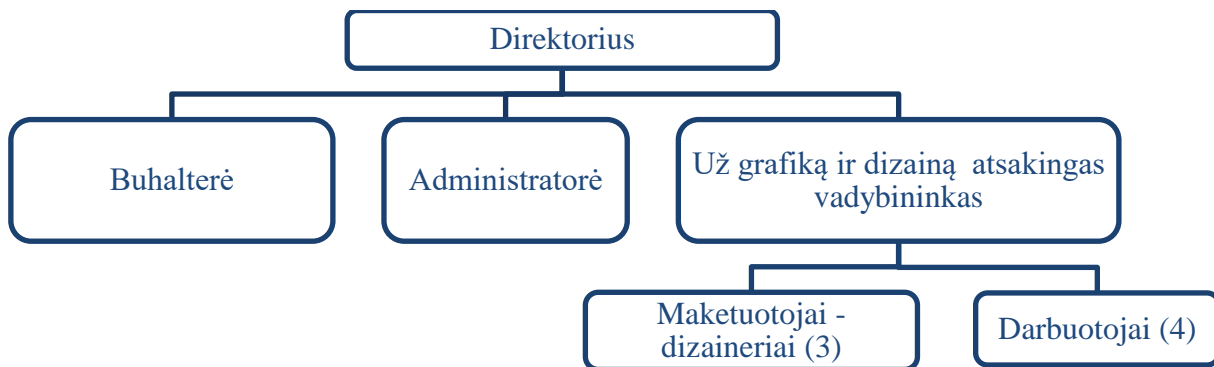 Direktorius
Buhalterė
Administratorė
Už grafiką ir dizainą atsakingas
vadybininkas
Maketuotojai -
dizaineriai (3)
Darbuotojai (4)